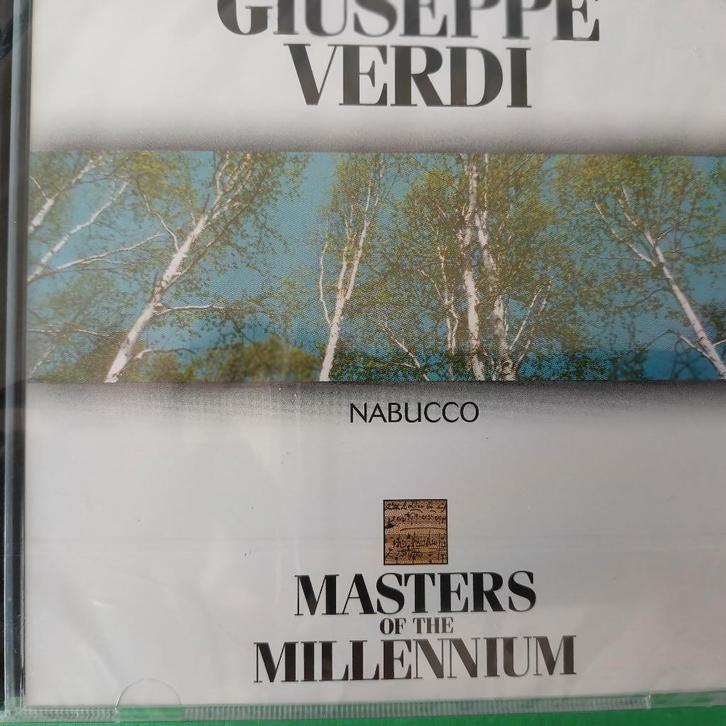 GIUSEPPE
VERDI
NABUCCO
MASTERS
OF THE
MILLENNIUM